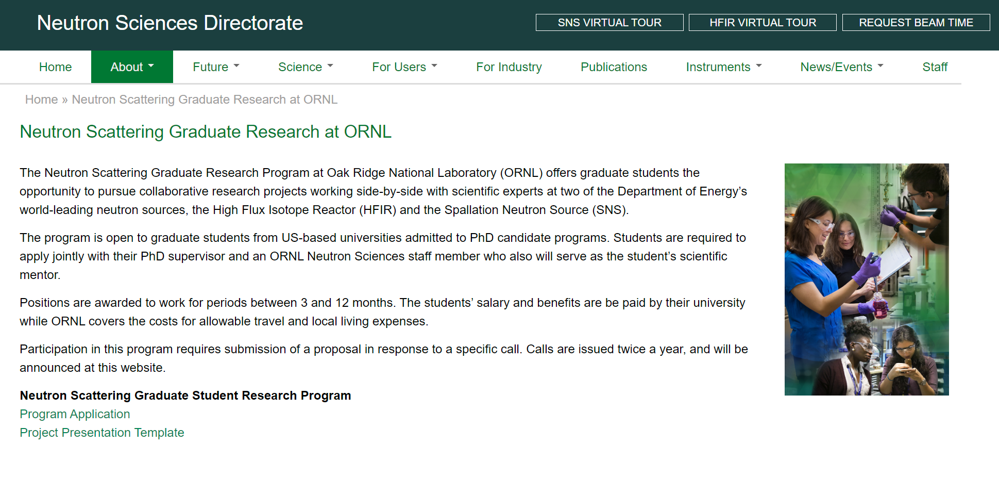 Neutron Sciences Directorate
SNS VIRTUAL TOUR
HFIR VIRTUAL TOUR
REQUEST BEAM TIME
Home
About
Future
Science
For Users
For Industry
Publications
Instruments
News/Events
Staff
Home » Neutron Scattering Graduate Research at ORNL
Neutron Scattering Graduate Research at ORNL
The Neutron Scattering Graduate Research Program at Oak Ridge National Laboratory (ORNL) offers graduate students the
opportunity to pursue collaborative research projects working side-by-side with scientific experts at two of the Department of Energy’s
world-leading neutron sources, the High Flux Isotope Reactor (HFIR) and the Spallation Neutron Source (SNS).
The program is open to graduate students from US-based universities admitted to PhD candidate programs. Students are required to
apply jointly with their PhD supervisor and an ORNL Neutron Sciences staff member who also will serve as the student’s scientific
mentor.
Positions are awarded to work for periods between 3 and 12 months. The students’ salary and benefits are be paid by their university
while ORNL covers the costs for allowable travel and local living expenses.
Participation in this program requires submission of a proposal in response to a specific call. Calls are issued twice a year, and will be
announced at this website.
Neutron Scattering Graduate Student Research Program
Program Application
Project Presentation Template